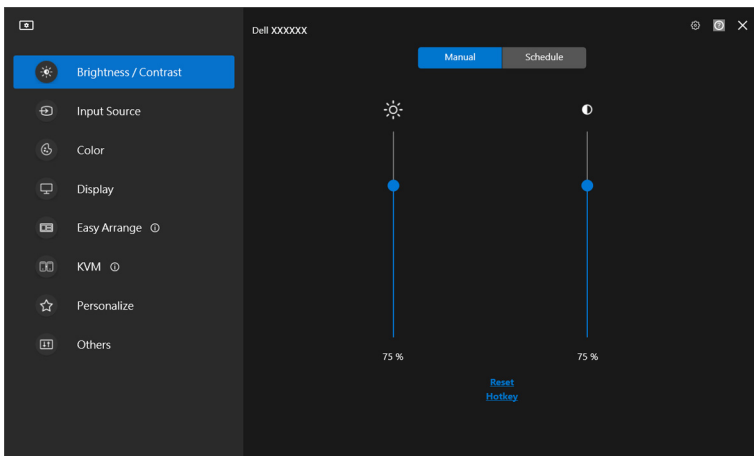 Dell XXXXXX
Manual Schedule
Brightness / Contrast
Input Source
Color
Display
Easy Arrange
KVM
Personalize
Others
75 % 75 %
Reset
Hotkey